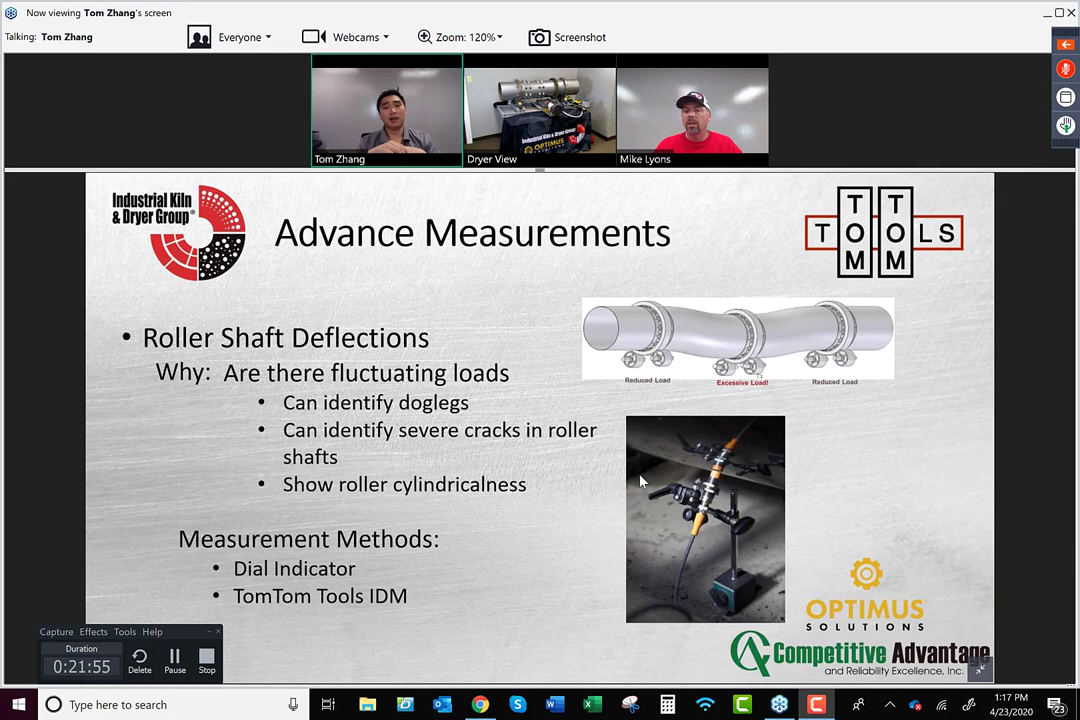 Now viewing Tom Zhang's screen
Talking: Tom Zhang
Everyone
Webcams
Zoom: 120%
Screenshot
Tom Zhang
Dryer View
Mike Lyons
Industrial Kiln
& Dryer Group®
Advance Measurements
TOM
TOM
TOOLS
• Roller Shaft Deflections
Why: Are there fluctuating loads
• Can identify doglegs
• Can identify severe cracks in roller
shafts
• Show roller cylindricalness
Reduced Load
Excessive Load!
Reduced Load
Measurement Methods:
• Dial Indicator
• TomTom Tools IDM
OPTIMUS
SOLUTIONS
Competitive Advantage
and Reliability Excellence, Inc.
Capture Effects Tools Help
Duration
0:21:55
Delete
Pause
Stop
Type here to search
1:17 PM
4/23/2020
23